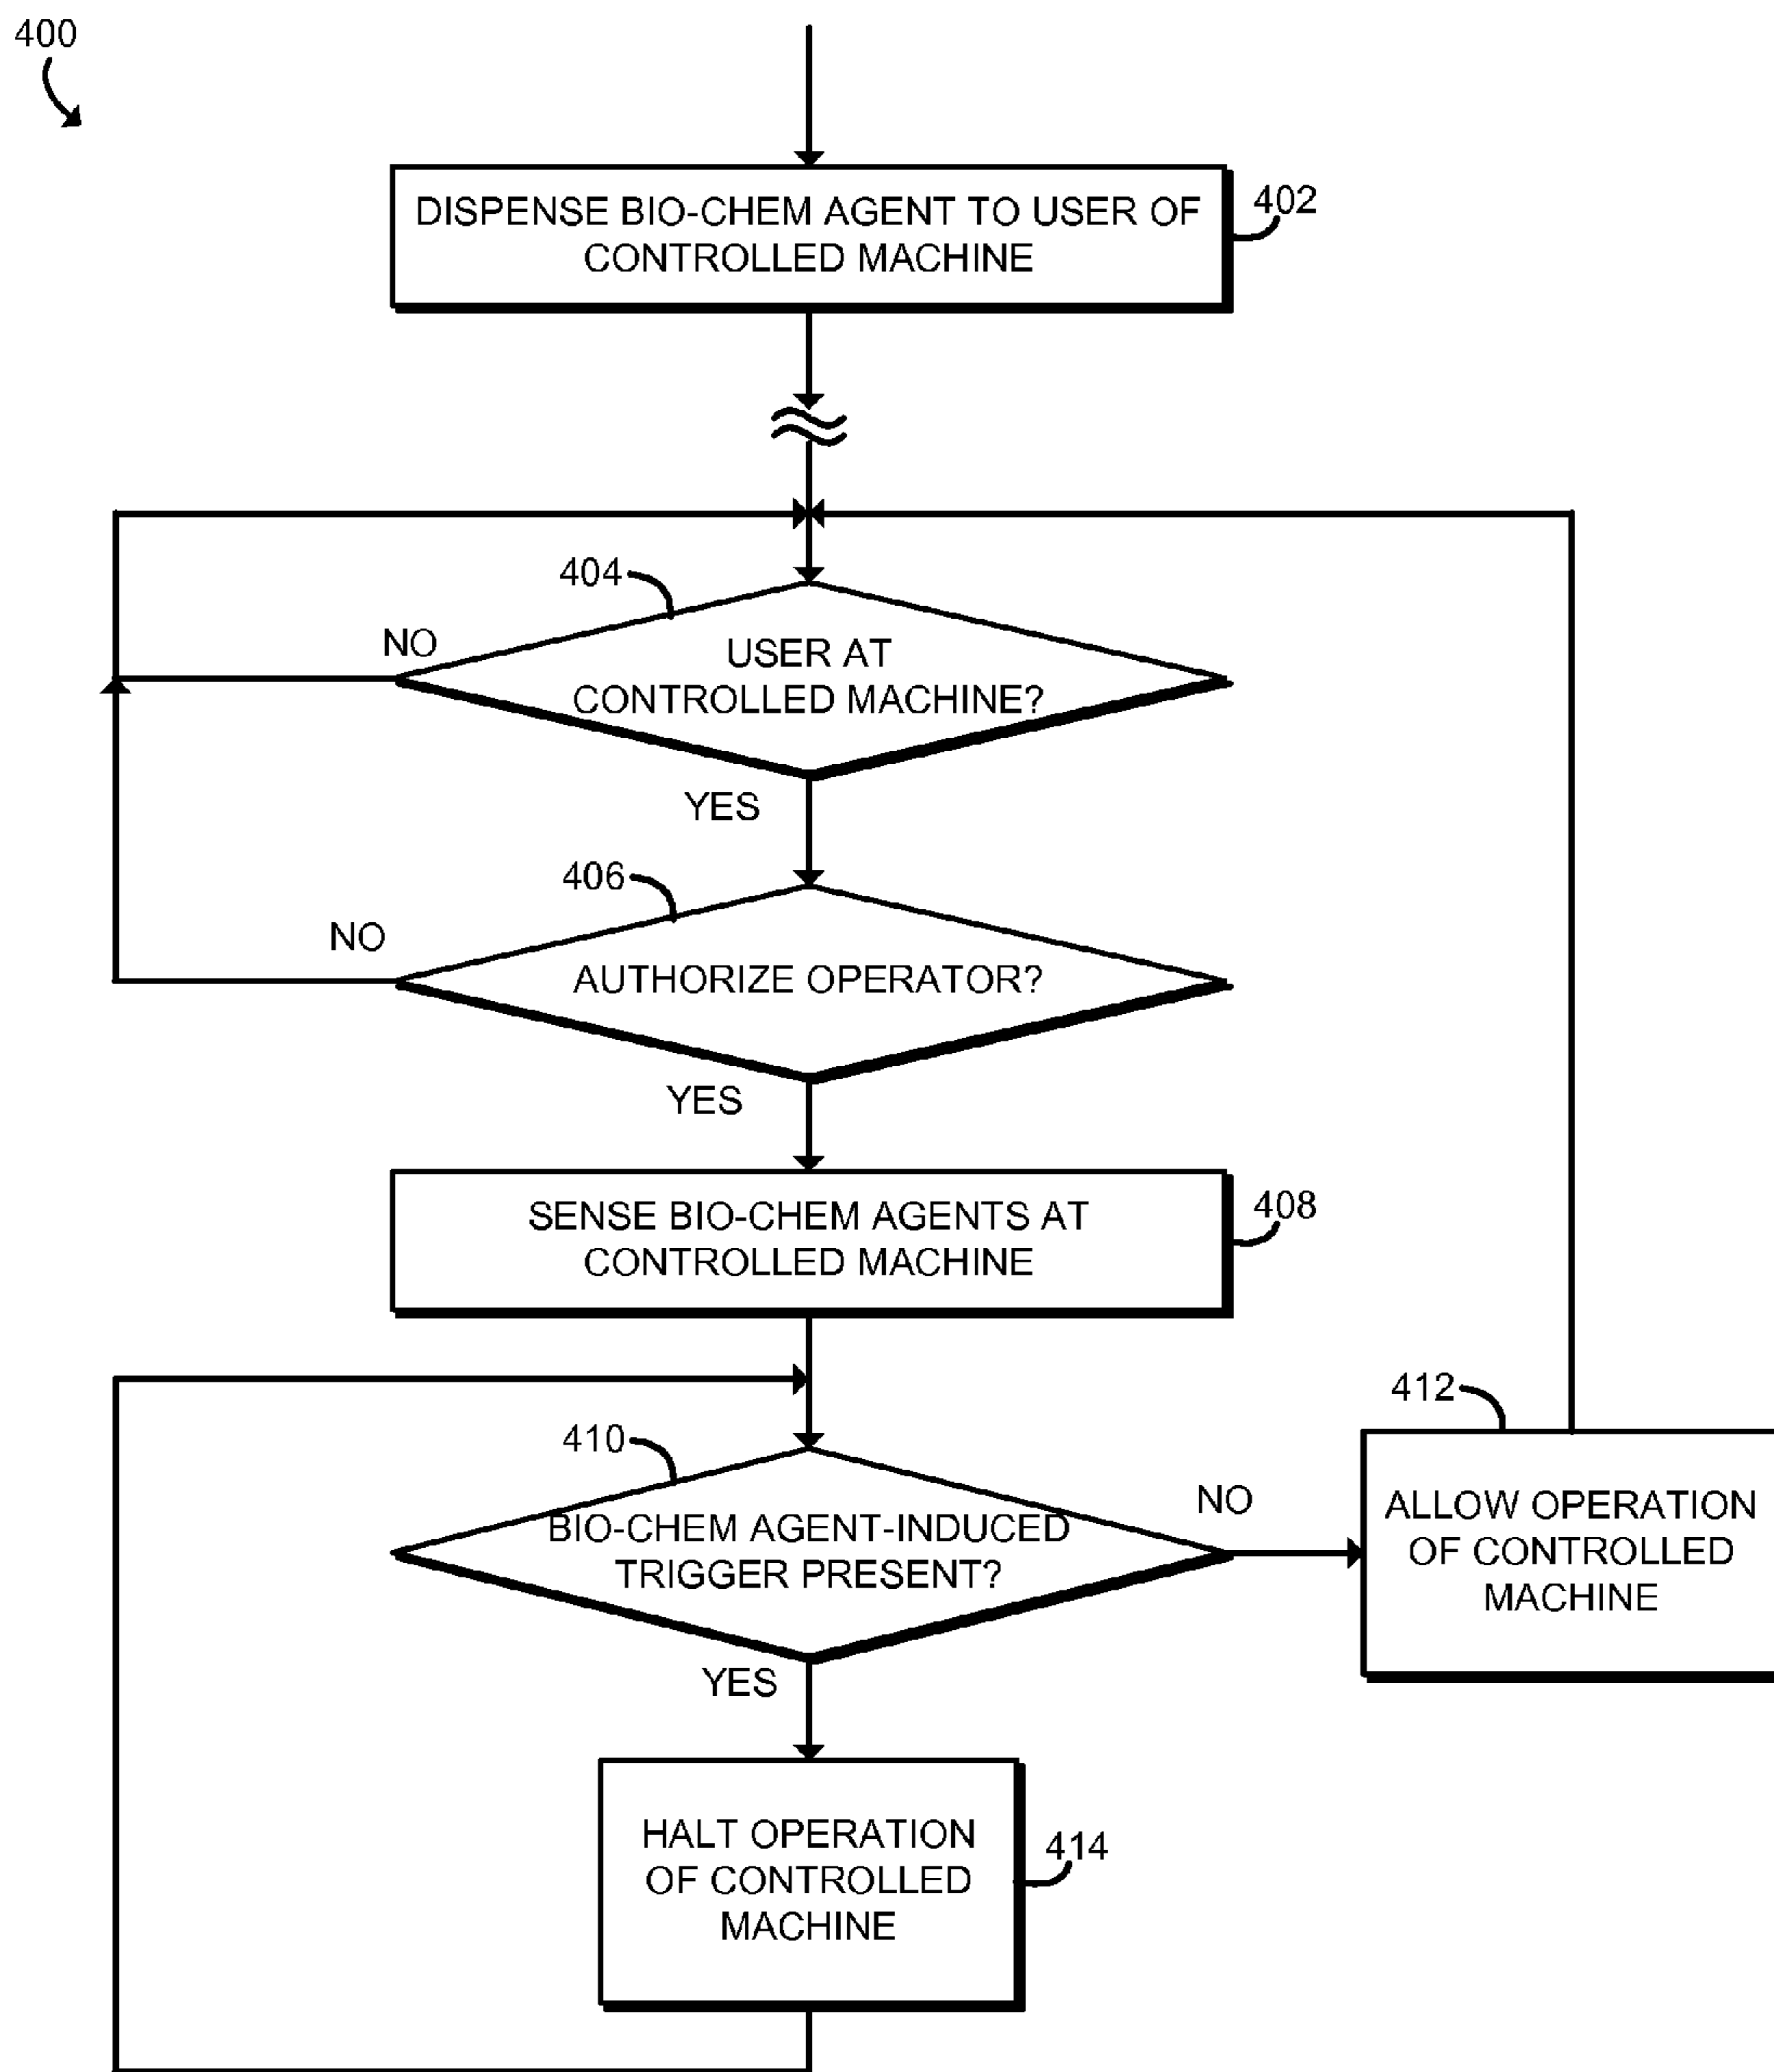 400
DISPENSE BIO-CHEM AGENT TO USER OF
CONTROLLED MACHINE
402
404
NO
USER AT
CONTROLLED MACHINE?
YES
406
NO
AUTHORIZE OPERATOR?
YES
SENSE BIO-CHEM AGENTS AT
CONTROLLED MACHINE
408
410
BIO-CHEM AGENT-INDUCED
TRIGGER PRESENT?
NO
412
ALLOW OPERATION
OF CONTROLLED
MACHINE
YES
HALT OPERATION
OF CONTROLLED
MACHINE
414